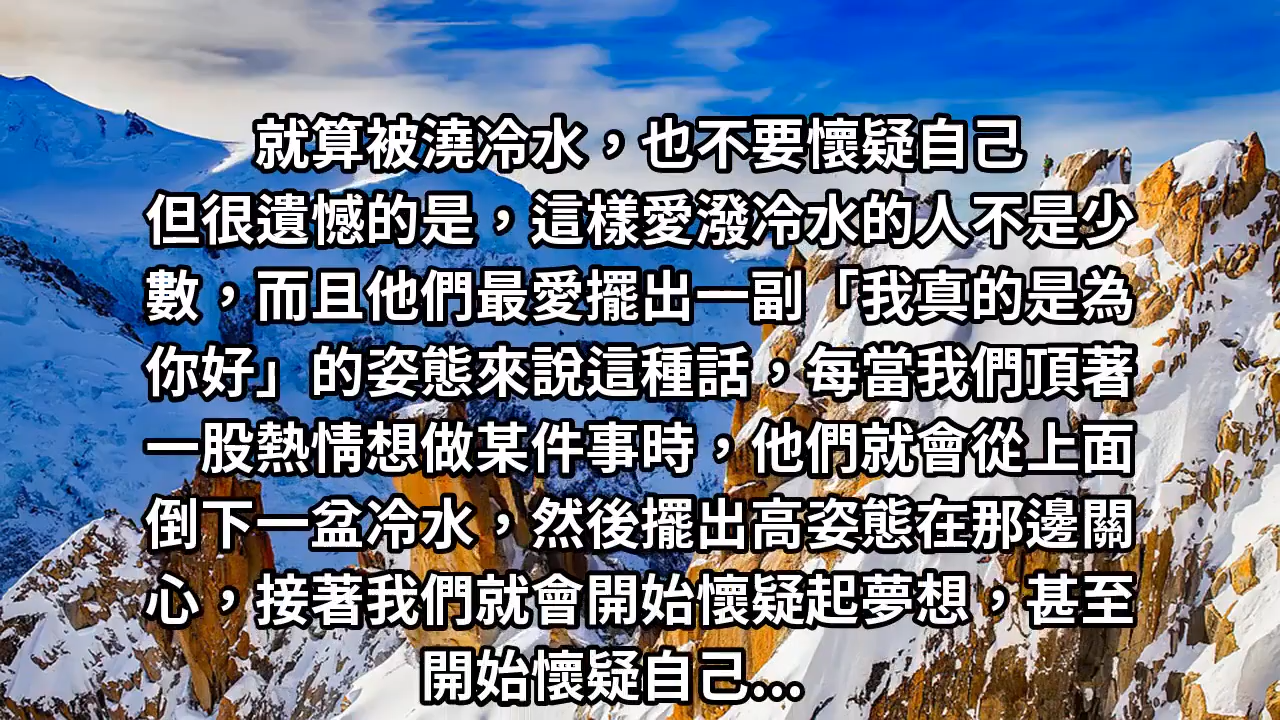 就算被澆冷水，也不要懷疑自己
但很遺憾的是，這樣愛潑冷水的人不是少
數，而且他們最愛擺出一副「我真的是為
你好」的姿態來說這種話，每當我們頂著
一股熱情想做某件事時，他們就會從上面
倒下一盆冷水，然後擺出高姿態在那邊關
心，接著我們就會開始懷疑起夢想，甚至
開始懷疑自己...